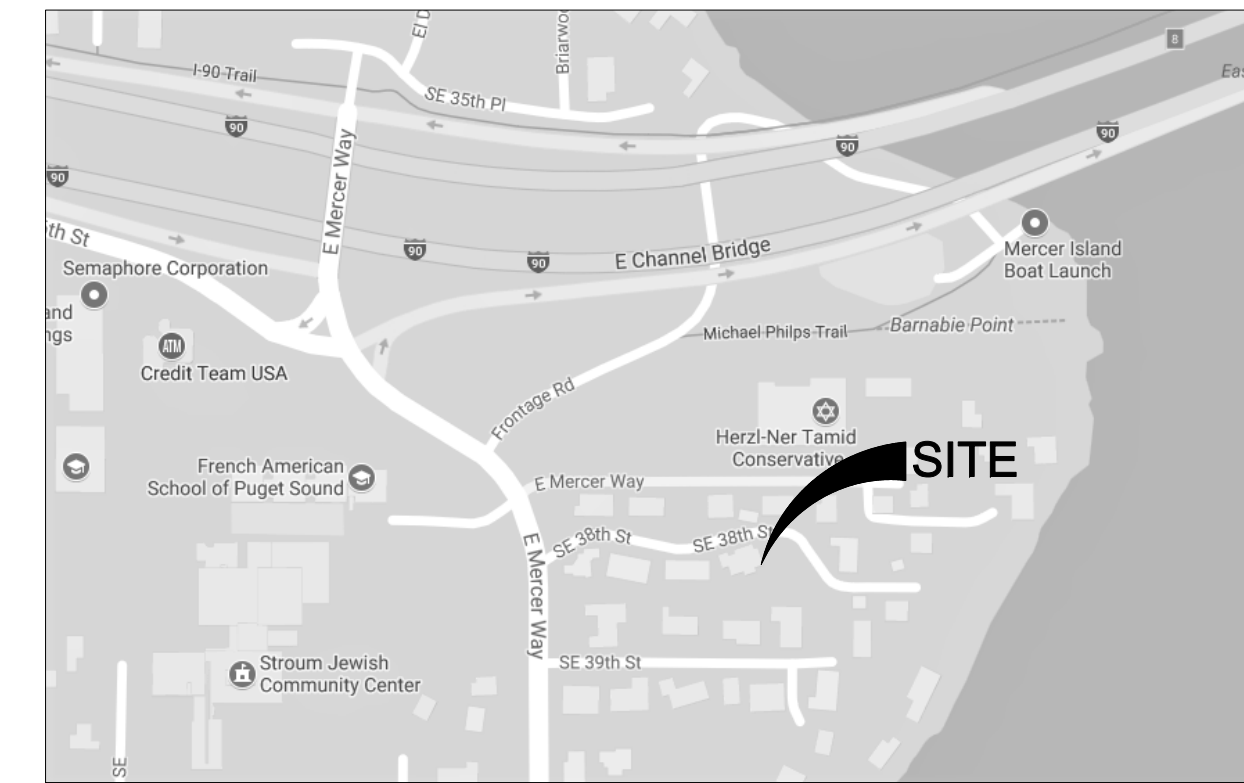 El D
Briarwo
8
Eas
I-90 Trail
SE 35th Pl
90
90
90
90
E Mercer Way
90
90
th St
E Channel Bridge
Mercer Island
Boat Launch
Semaphore Corporation
and
ngs
Michael Philps Trail
Barnabie Point
ATM
Credit Team USA
Frontage Rd
Herzl-Ner Tamid
Conservative
SITE
French American
School of Puget Sound
E Mercer Way
SE 38th St
SE 38th St
E Mercer Way
SE 39th St
Stroum Jewish
Community Center
SE